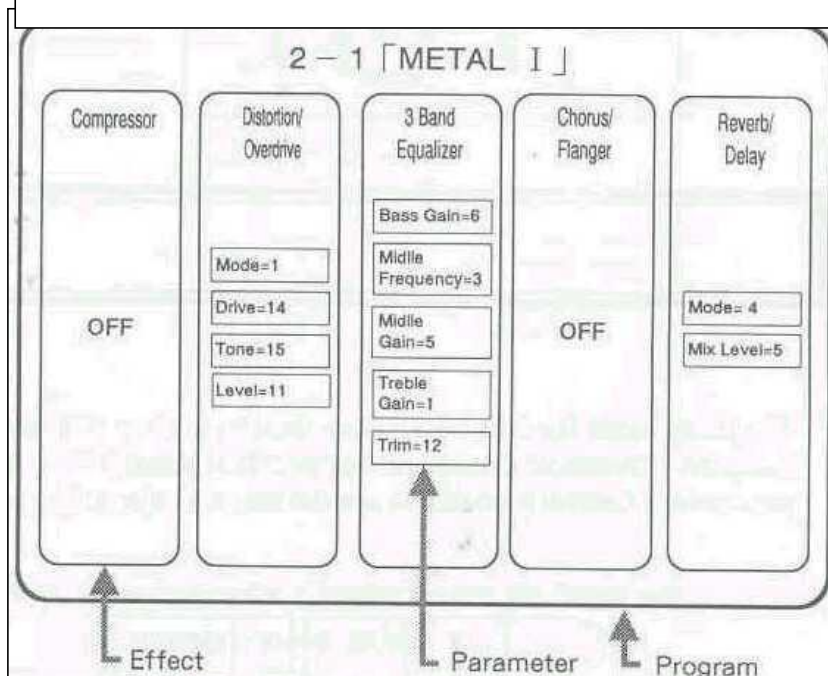 2 - 1「METAL I」
Compressor
OFF
Distortion/
Overdrive
Mode=1
Drive=14
Tone=15
Level=11
3 Band
Equalizer
Bass Gain=6
Midlle
Frequency=3
Midlle
Gain=5
Treble
Gain=1
Trim=12
Chorus/
Flanger
OFF
Reverb/
Delay
Mode= 4
Mix Level=5
Effect
Parameter
Program